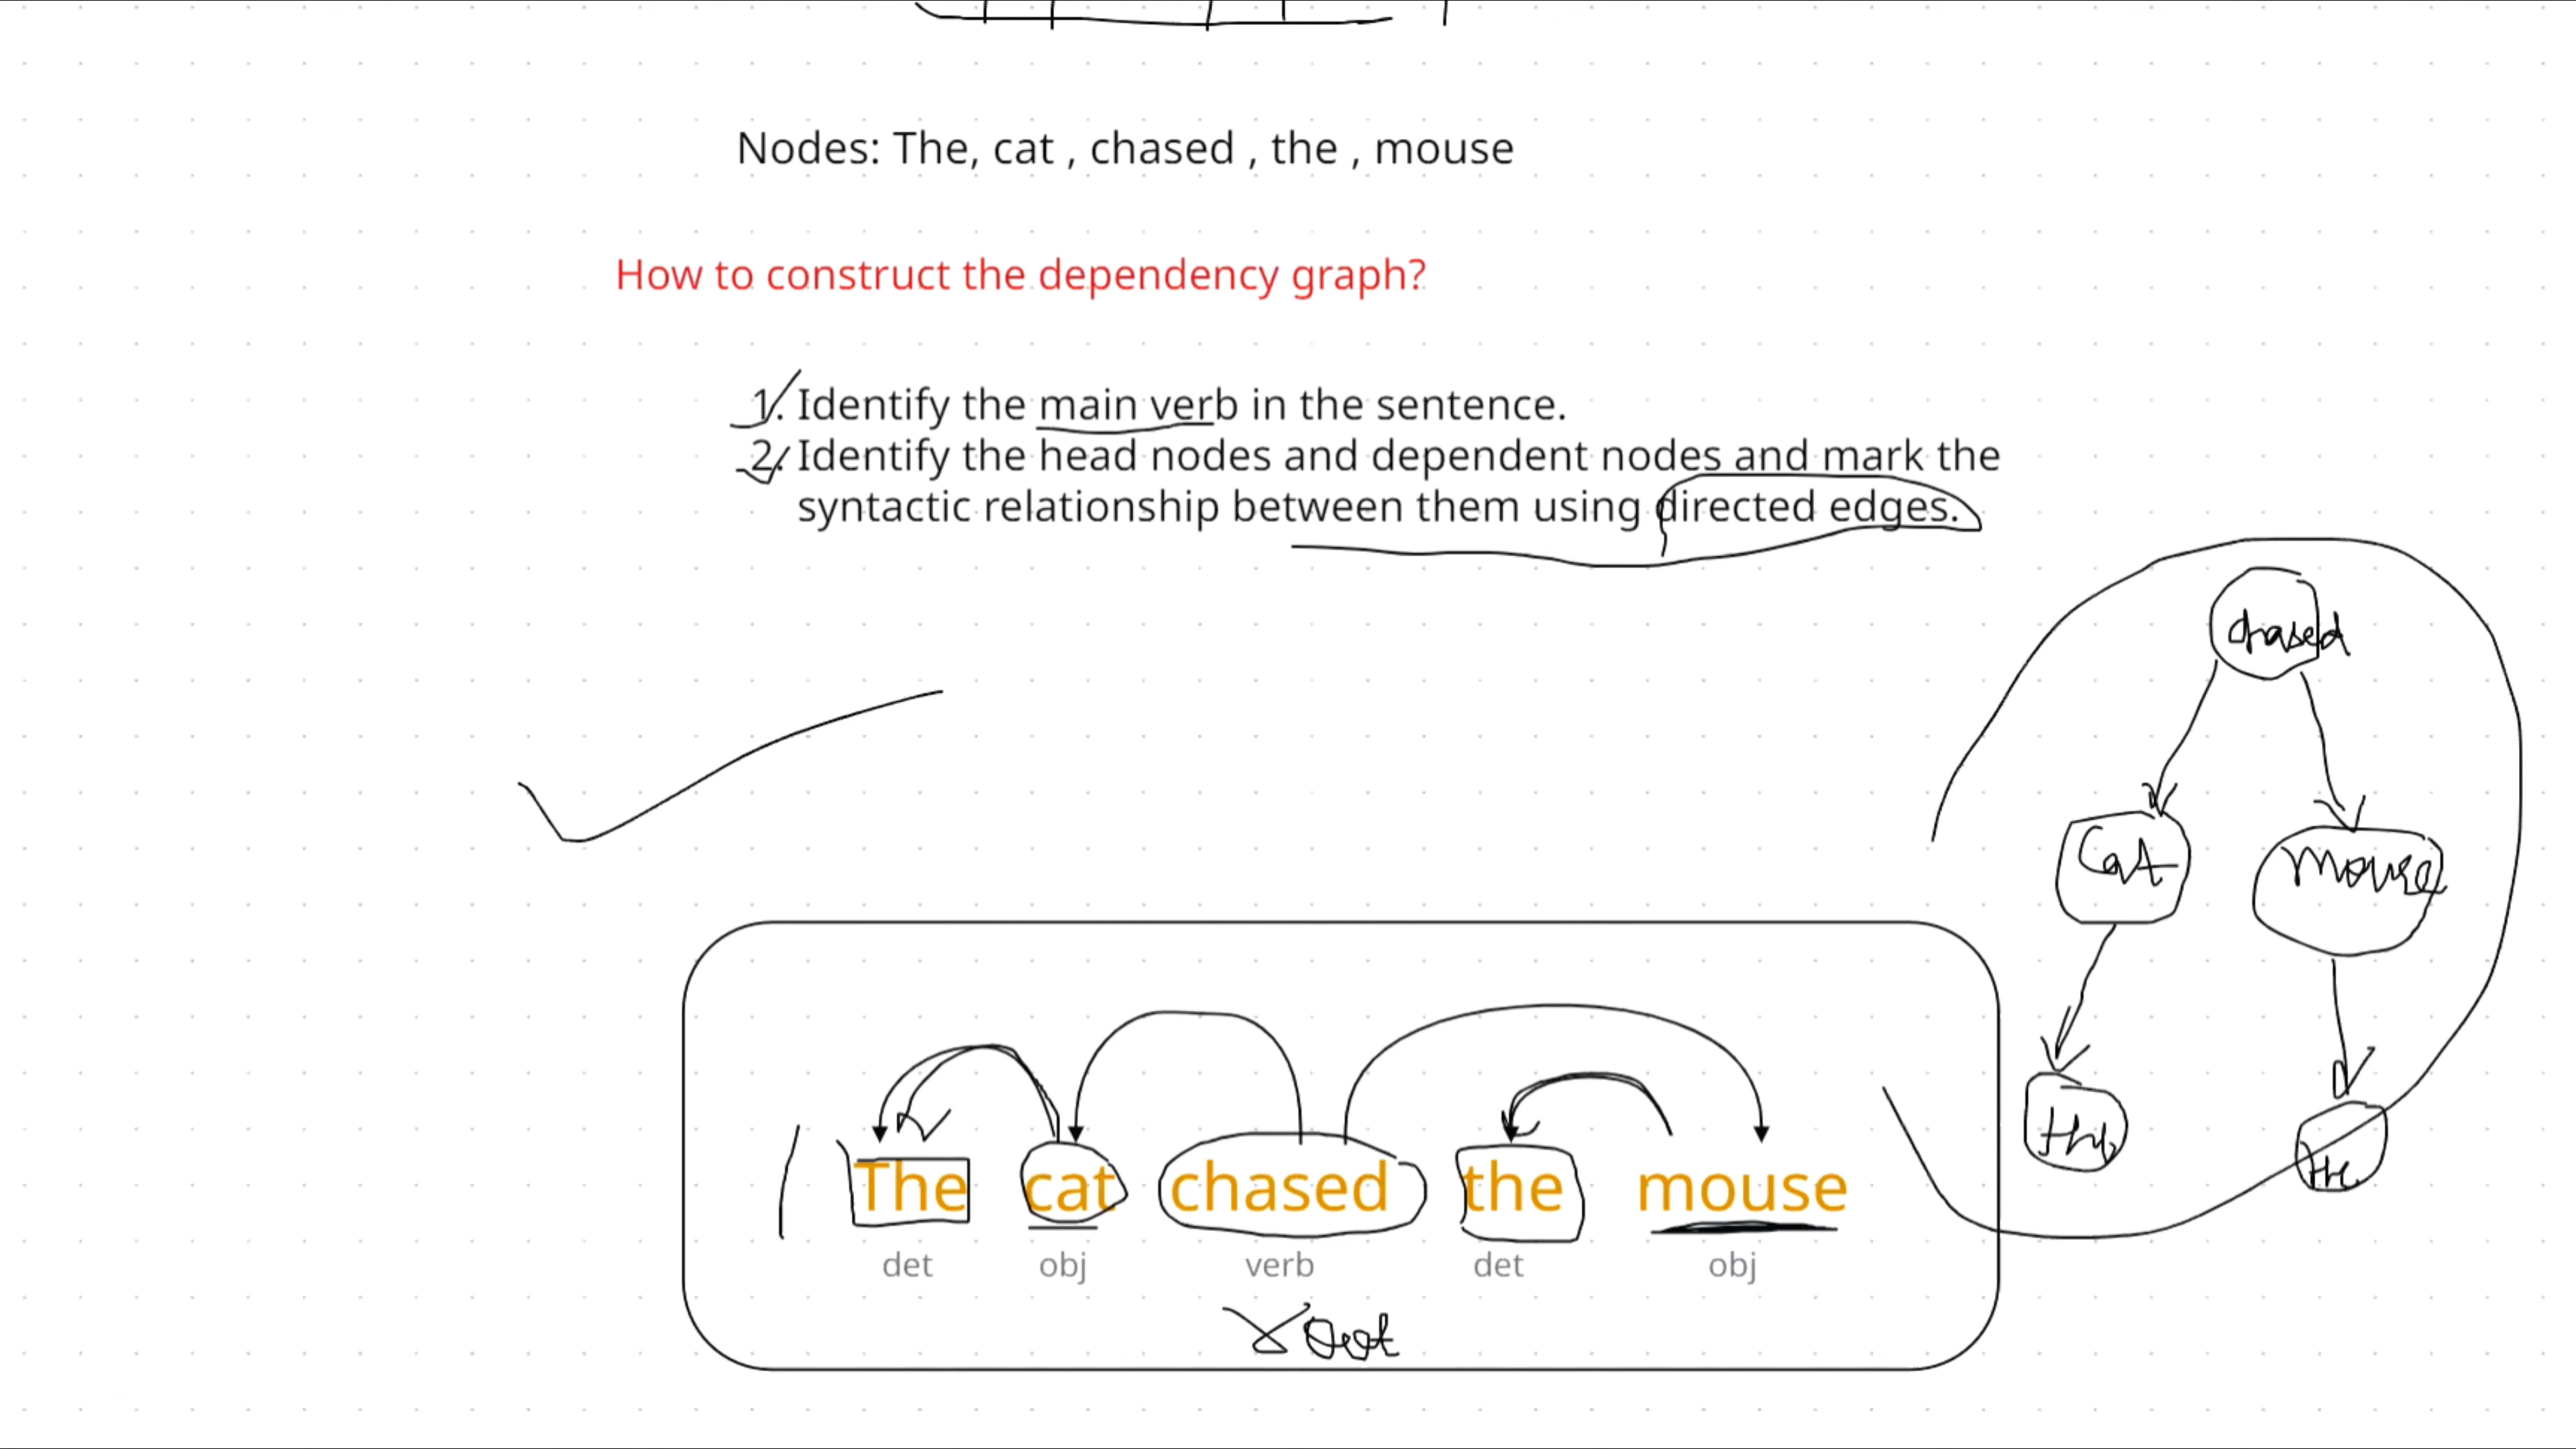 Nodes: The, cat , chased , the , mouse
How to construct the dependency graph?
1. Identify the main verb in the sentence.
2. Identify the head nodes and dependent nodes and mark the
syntactic relationship between them using directed edges.
chased
Cat mouse
the the
The cat chased the mouse
det obj verb det obj
root